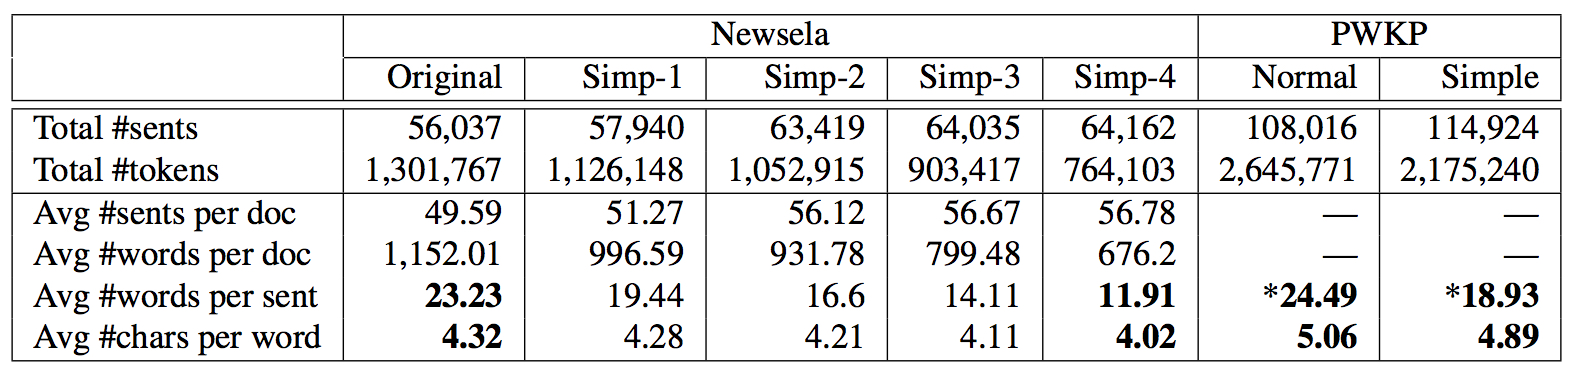 Newsela PWKP
Original Simp-1 Simp-2 Simp-3 Simp-4 Normal Simple
Total #sents 56,037 57,940 63,419 64,035 64,162 108,016 114,924
Total #tokens 1,301,767 1,126,148 1,052,915 903,417 764,103 2,645,771 2,175,240
Avg #sents per doc 49.59 51.27 56.12 56.67 56.78 — —
Avg #words per doc 1,152.01 996.59 931.78 799.48 676.2 — —
Avg #words per sent 23.23 19.44 16.6 14.11 11.91 *24.49 *18.93
Avg #chars per word 4.32 4.28 4.21 4.11 4.02 5.06 4.89